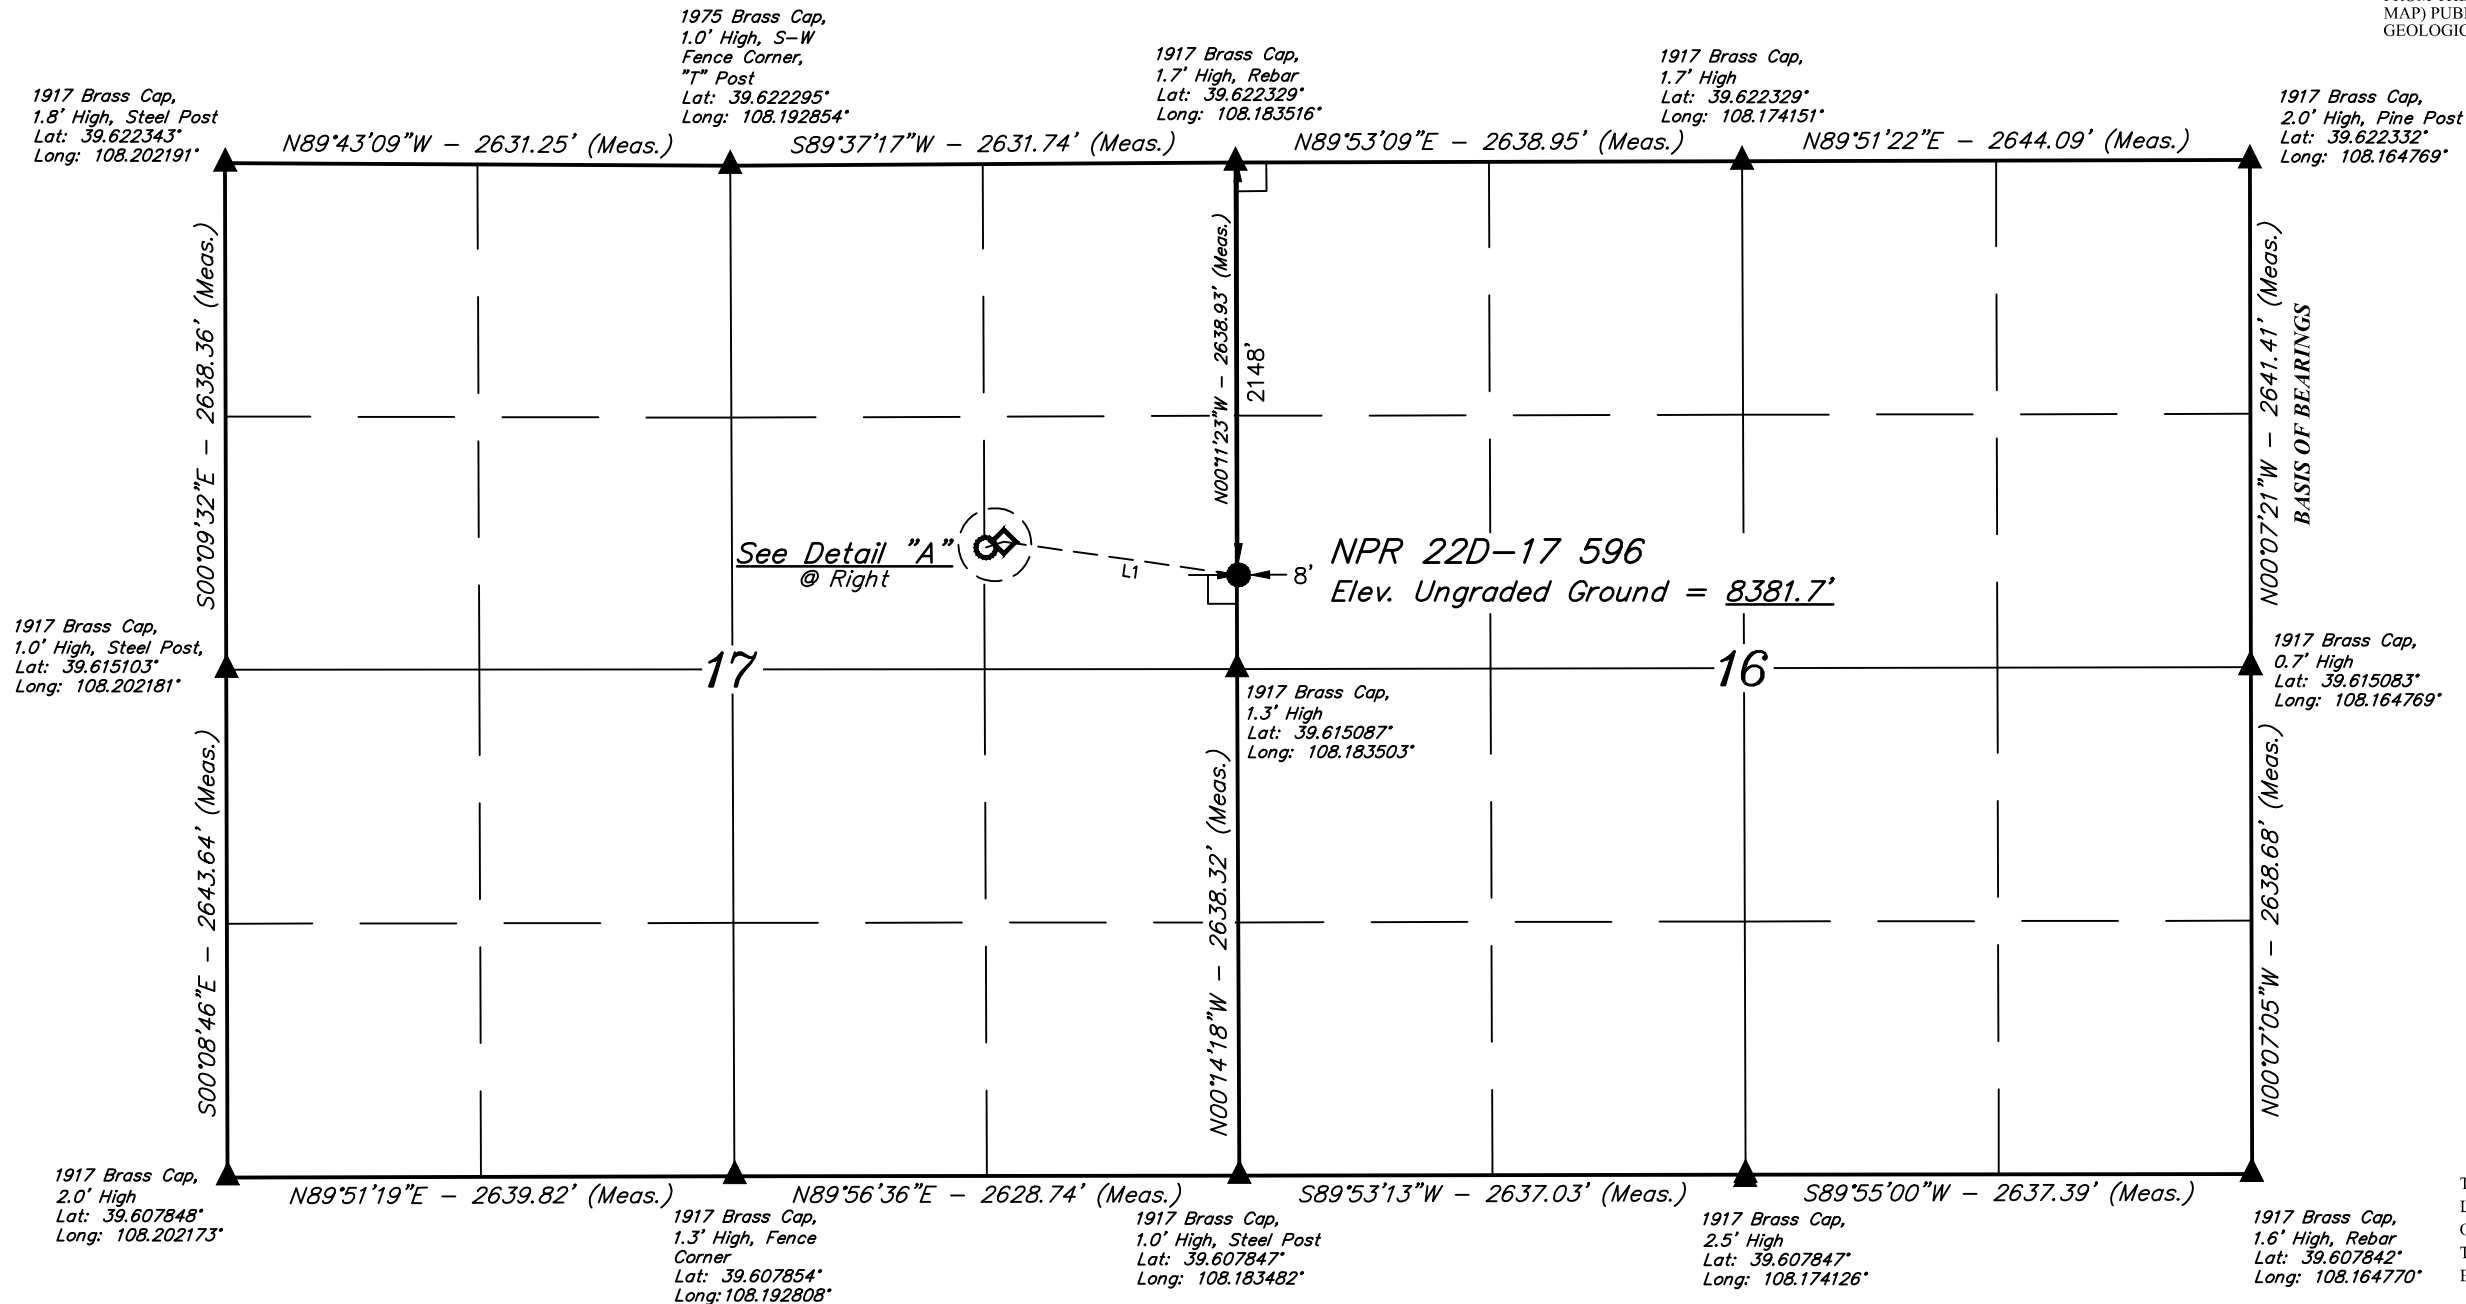 MAP) PUB
GEOLOGIC
1975 Brass Cap,
1.0' High, S-W
Fence Corner,
"T" Post
Lat: 39.622295°
Long: 108.192854°
1917 Brass Cap,
1.7' High, Rebar
Lat: 39.622329°
Long: 108.183516°
1917 Brass Cap,
1.7' High
Lat: 39.622329°
Long: 108.174151°
1917 Brass Cap,
1.8' High, Steel Post
Lat: 39.622343°
Long: 108.202191°
1917 Brass Cap,
2.0' High, Pine Post
Lat: 39.622332°
Long: 108.164769°
N89°43'09"W - 2631.25' (Meas.)
S89°37'17"W - 2631.74' (Meas.)
N89°53'09"E - 2638.95' (Meas.)
N89°51'22"E - 2644.09' (Meas.)
S00°09'32"E - 2638.36' (Meas.)
N00°11'23"W - 2638.93' (Meas.)
2148'
N00°07'21"W - 2641.41' (Meas.)
BASIS OF BEARINGS
See Detail "A"
@ Right
L1
8'
NPR 22D-17 596
Elev. Ungraded Ground = 8381.7'
1917 Brass Cap,
1.0' High, Steel Post,
Lat: 39.615103°
Long: 108.202181°
17
16
1917 Brass Cap,
0.7' High
Lat: 39.615083°
Long: 108.164769°
1917 Brass Cap,
1.3' High
Lat: 39.615087°
Long: 108.183503°
S00°08'46"E - 2643.64' (Meas.)
N00°14'18"W - 2638.32' (Meas.)
N00°07'05"W - 2638.68' (Meas.)
N89°51'19"E - 2639.82' (Meas.)
N89°56'36"E - 2628.74' (Meas.)
S89°53'13"W - 2637.03' (Meas.)
S89°55'00"W - 2637.39' (Meas.)
1917 Brass Cap,
2.0' High
Lat: 39.607848°
Long: 108.202173°
1917 Brass Cap,
1.3' High, Fence
Corner
Lat: 39.607854°
Long: 108.192808°
1917 Brass Cap,
1.0' High, Steel Post
Lat: 39.607847°
Long: 108.183482°
1917 Brass Cap,
2.5' High
Lat: 39.607847°
Long: 108.174126°
1917 Brass Cap,
1.6' High, Rebar
Lat: 39.607842°
Long: 108.164770°